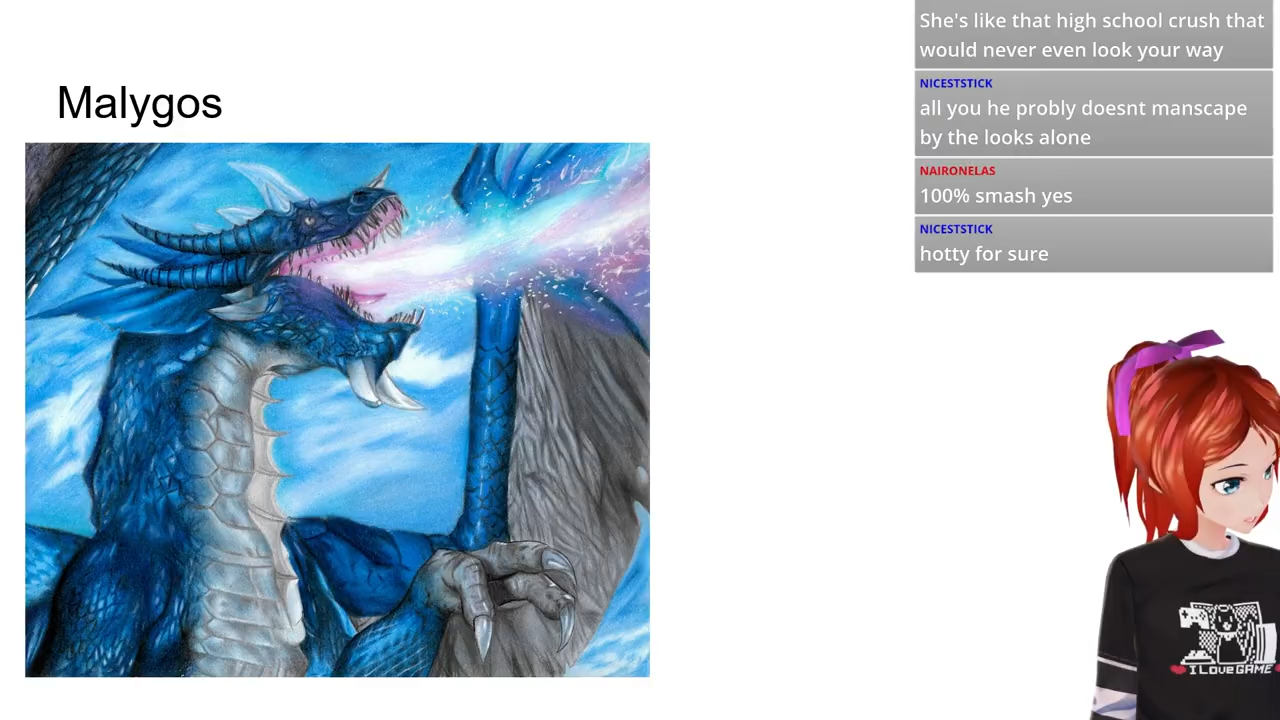 Malygos
She's like that high school crush that
would never even look your way
NICESTSTICK
all you he probly doesnt manscape
by the looks alone
NAIRONELAS
100% smash yes
NICESTSTICK
hotty for sure
I LOVE GAME